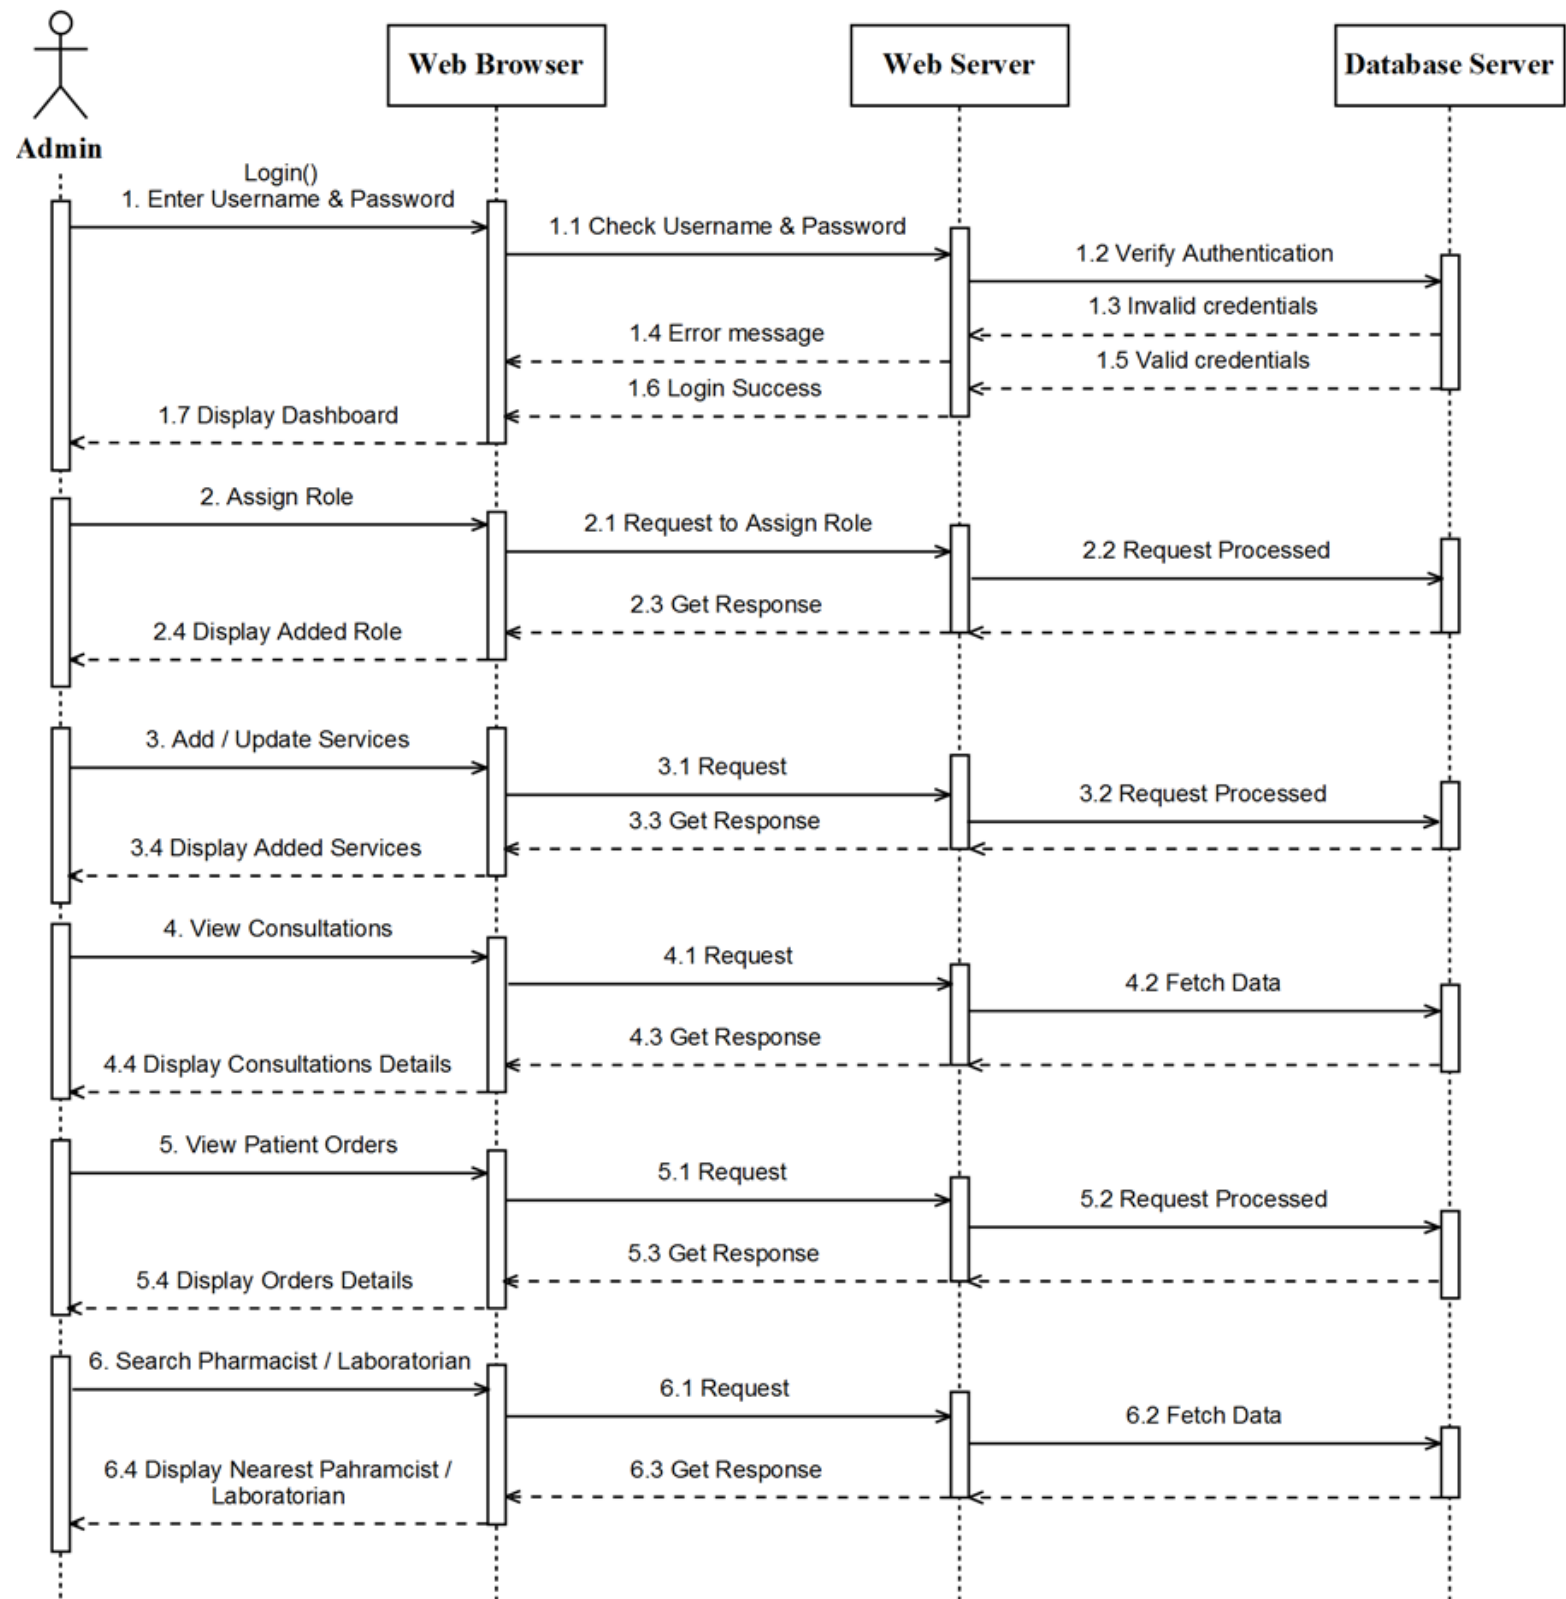 Web Browser
Web Server
Database Server
Admin
Login()
1. Enter Username & Password
1.1 Check Username & Password
1.2 Verify Authentication
1.3 Invalid credentials
1.4 Error message
1.5 Valid credentials
1.6 Login Success
1.7 Display Dashboard
2. Assign Role
2.1 Request to Assign Role
2.2 Request Processed
2.3 Get Response
2.4 Display Added Role
3. Add / Update Services
3.1 Request
3.2 Request Processed
3.3 Get Response
3.4 Display Added Services
4. View Consultations
4.1 Request
4.2 Fetch Data
4.3 Get Response
4.4 Display Consultations Details
5. View Patient Orders
5.1 Request
5.2 Request Processed
5.3 Get Response
5.4 Display Orders Details
6. Search Pharmacist / Laboratorian
6.1 Request
6.2 Fetch Data
6.3 Get Response
6.4 Display Nearest Pahramcist /
Laboratorian